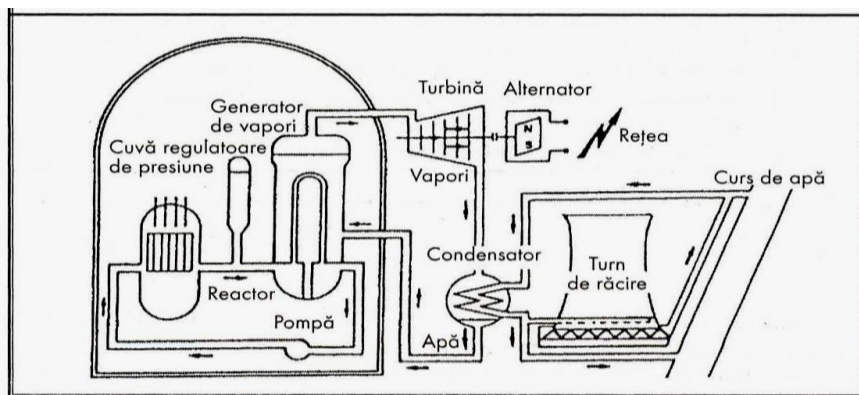 Turbină
Alternator
Generator
de vapori
Cuvă regulatoare
de presiune
N
S
Rețea
Vapori
Curs de apă
Condensator
Turn
de răcire
Reactor
Pompă
Apă